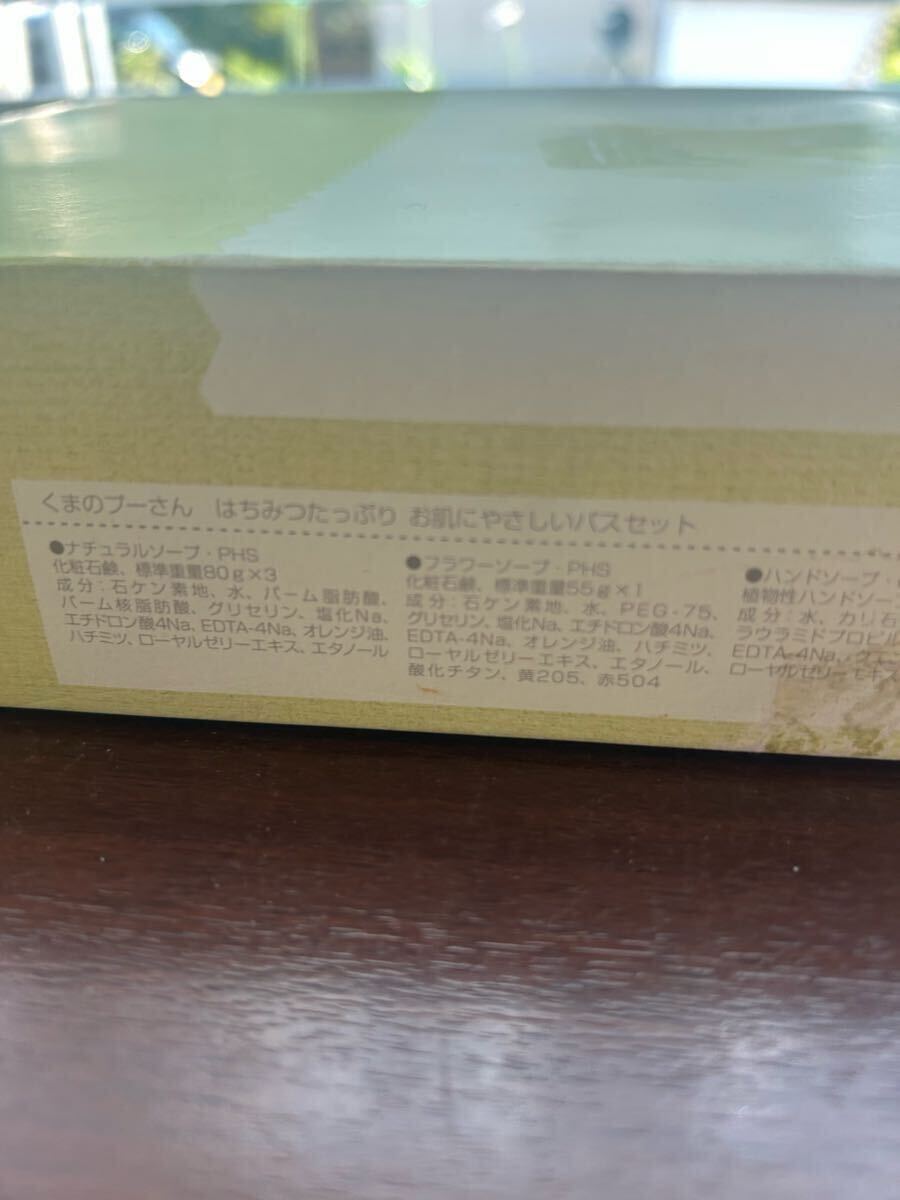 くまのプーさん はちみつたっぷり お肌にやさしいバスセット
●ナチュラルソープ・PHS
化粧石鹸、標準重量80g×3
成分:石ケン素地、水、パーム脂肪酸、
パーム核脂肪酸、グリセリン、塩化Na、
エチドロン酸4Na、EDTA-4Na、オレンジ油、
ハチミツ、ローヤルゼリーエキス、エタノール
●フラワーソープ・PHS
化粧石鹸、標準重量55g×1
成分:石ケン素地、水、PEG-75、
グリセリン、塩化Na、エチドロン酸4Na、
EDTA-4Na、オレンジ油、ハチミツ、
ローヤルゼリーエキス、エタノール、
酸化チタン、黄205、赤504
●ハンドソープ・
植物性ハンドソー
成分:水、カリ石
ラウラミドプロピル
EDTA-4Na、
ローヤルゼリーエキス